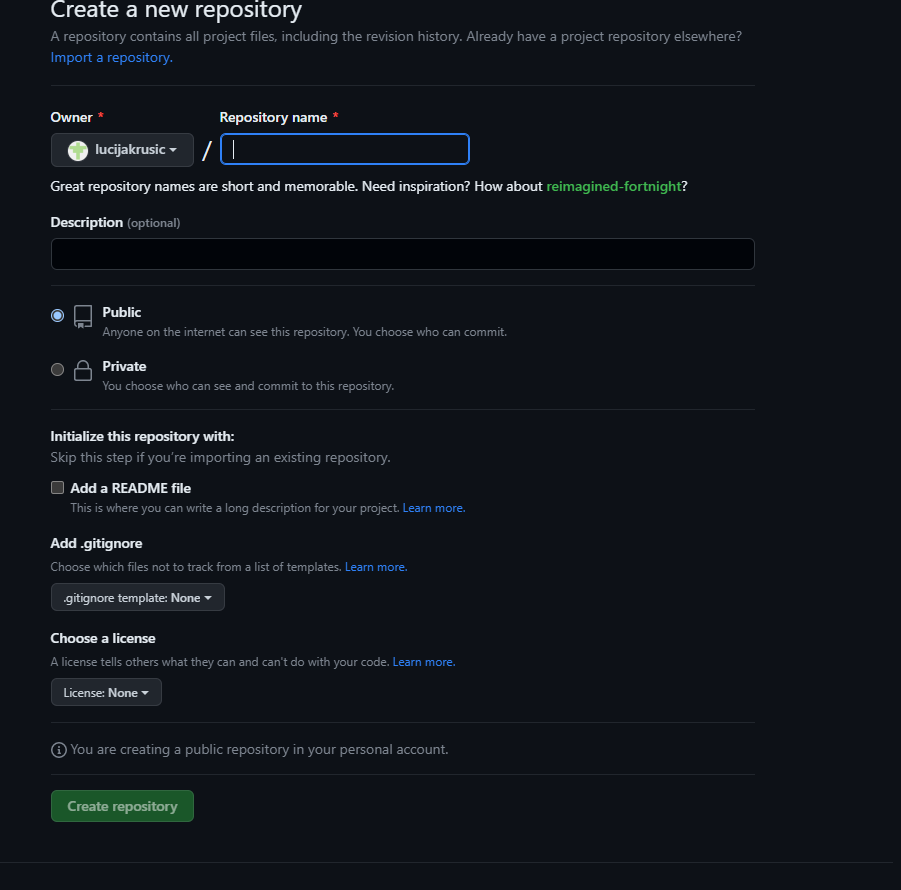 Create a new repository
A repository contains all project files, including the revision history. Already have a project repository elsewhere?
Import a repository.
Owner * Repository name *
lucijakrusic /
Great repository names are short and memorable. Need inspiration? How about reimagined-fortnight?
Description (optional)
Public
Anyone on the internet can see this repository. You choose who can commit.
Private
You choose who can see and commit to this repository.
Initialize this repository with:
Skip this step if you're importing an existing repository.
Add a README file
This is where you can write a long description for your project. Learn more.
Add .gitignore
Choose which files not to track from a list of templates. Learn more.
.gitignore template: None
Choose a license
A license tells others what they can and can't do with your code. Learn more.
License: None
You are creating a public repository in your personal account.
Create repository